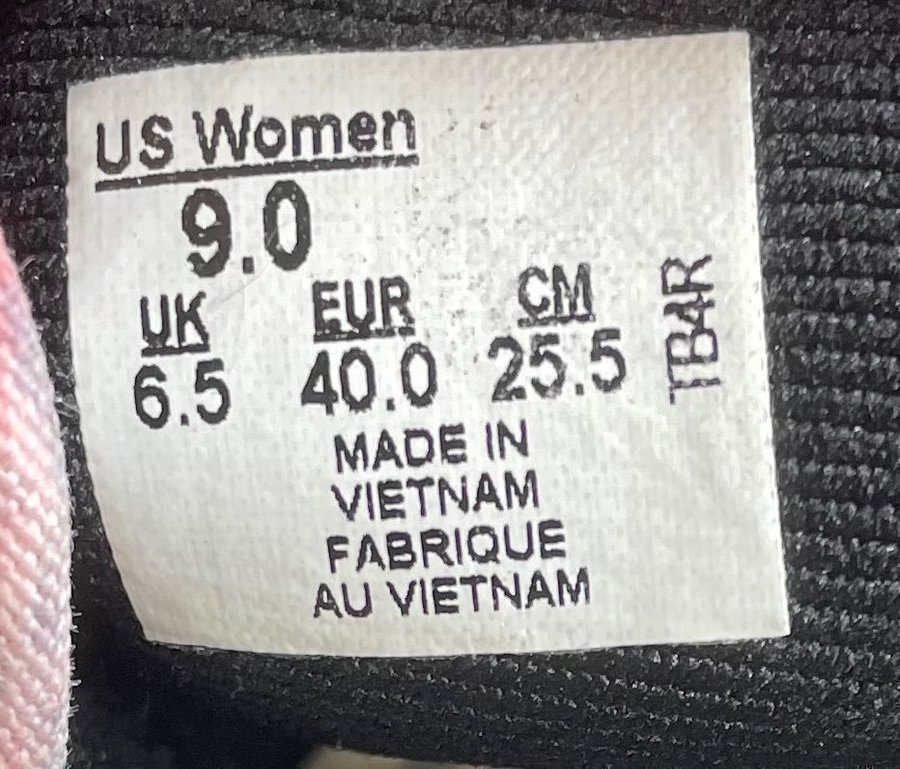 US Women
9.0
UK EUR CM
6.5 40.0 25.5
TBAR
MADE IN
VIETNAM
FABRIQUE
AU VIETNAM